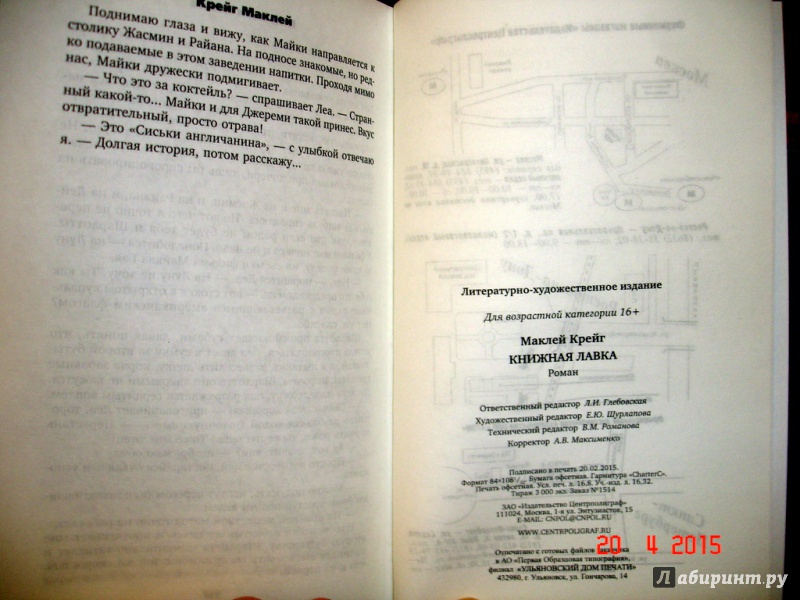 Крейг Маклей
Поднимаю глаза и вижу, как Майки направляется к
столику Жасмин и Райана. На подносе знакомые, но ред-
ко подаваемые в этом заведении напитки. Проходя мимо
нас, Майки дружески подмигивает.
— Что это за коктейль? — спрашивает Леа. — Стран-
ный какой-то... Майки и для Джереми такой принес. Вкус
отвратительный, просто отрава!
— Это «Сиськи англичанина», — с улыбкой отвечаю
я. — Долгая история, потом расскажу...
Литературно-художественное издание
Для возрастной категории 16+
Маклей Крейг
КНИЖНАЯ ЛАВКА
Роман
Ответственный редактор Л.И. Глебовская
Художественный редактор Е.Ю. Шурлапова
Технический редактор В.М. Романова
Корректор А.В. Максименко
Подписано в печать 20.02.2015.
Формат 84×108 1/32. Бумага офсетная. Гарнитура «CharterC».
Печать офсетная. Усл. печ. л. 16,8. Уч.-изд. л. 16,32.
Тираж 3 000 экз. Заказ №1514
ЗАО «Издательство Центрполиграф»
111024, Москва, 1-я ул. Энтузиастов, 15
E-MAIL: CNPOL@CNPOL.RU
WWW.CENTRPOLIGRAF.RU
Отпечатано с готовых файлов заказчика
в АО «Первая Образцовая типография»,
филиал «УЛЬЯНОВСКИЙ ДОМ ПЕЧАТИ»
432980, г. Ульяновск, ул. Гончарова, 14
20 4 2015
Лабиринт.ру